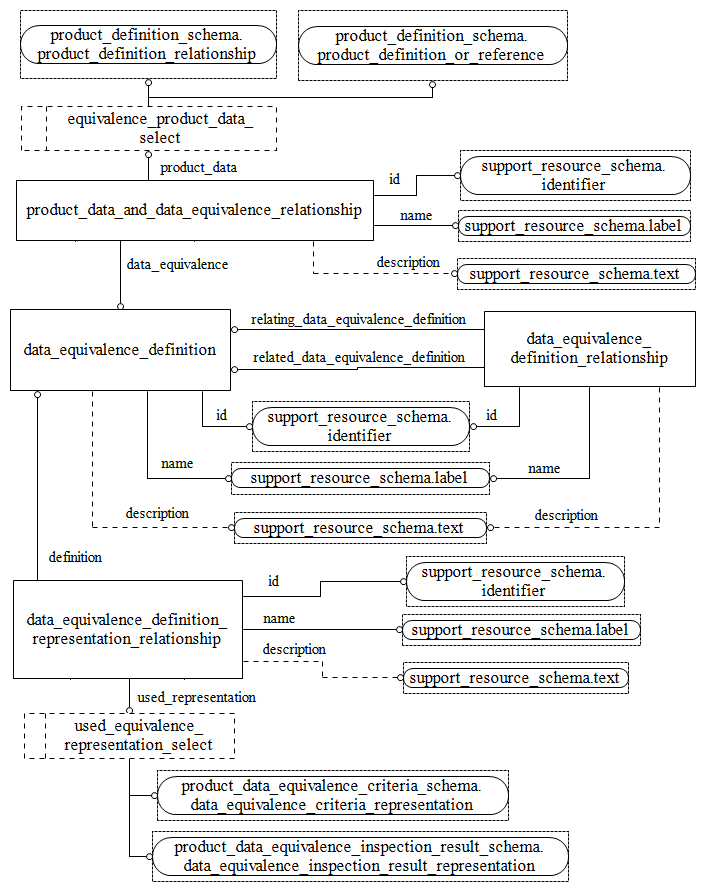 product_definition_schema.
product_definition_relationship
product_definition_schema.
product_definition_or_reference
equivalence_product_data_
select
product_data
id
support_resource_schema.
identifier
product_data_and_data_equivalence_relationship
name
support_resource_schema.label
data_equivalence
description
support_resource_schema.text
relating_data_equivalence_definition
data_equivalence_definition
data_equivalence_
definition_relationship
related_data_equivalence_definition
id
support_resource_schema.
identifier
id
name
support_resource_schema.label
name
description
support_resource_schema.text
description
definition
id
support_resource_schema.
identifier
data_equivalence_definition_
representation_relationship
name
support_resource_schema.label
description
support_resource_schema.text
used_representation
used_equivalence_
representation_select
product_data_equivalence_criteria_schema.
data_equivalence_criteria_representation
product_data_equivalence_inspection_result_schema.
data_equivalence_inspection_result_representation